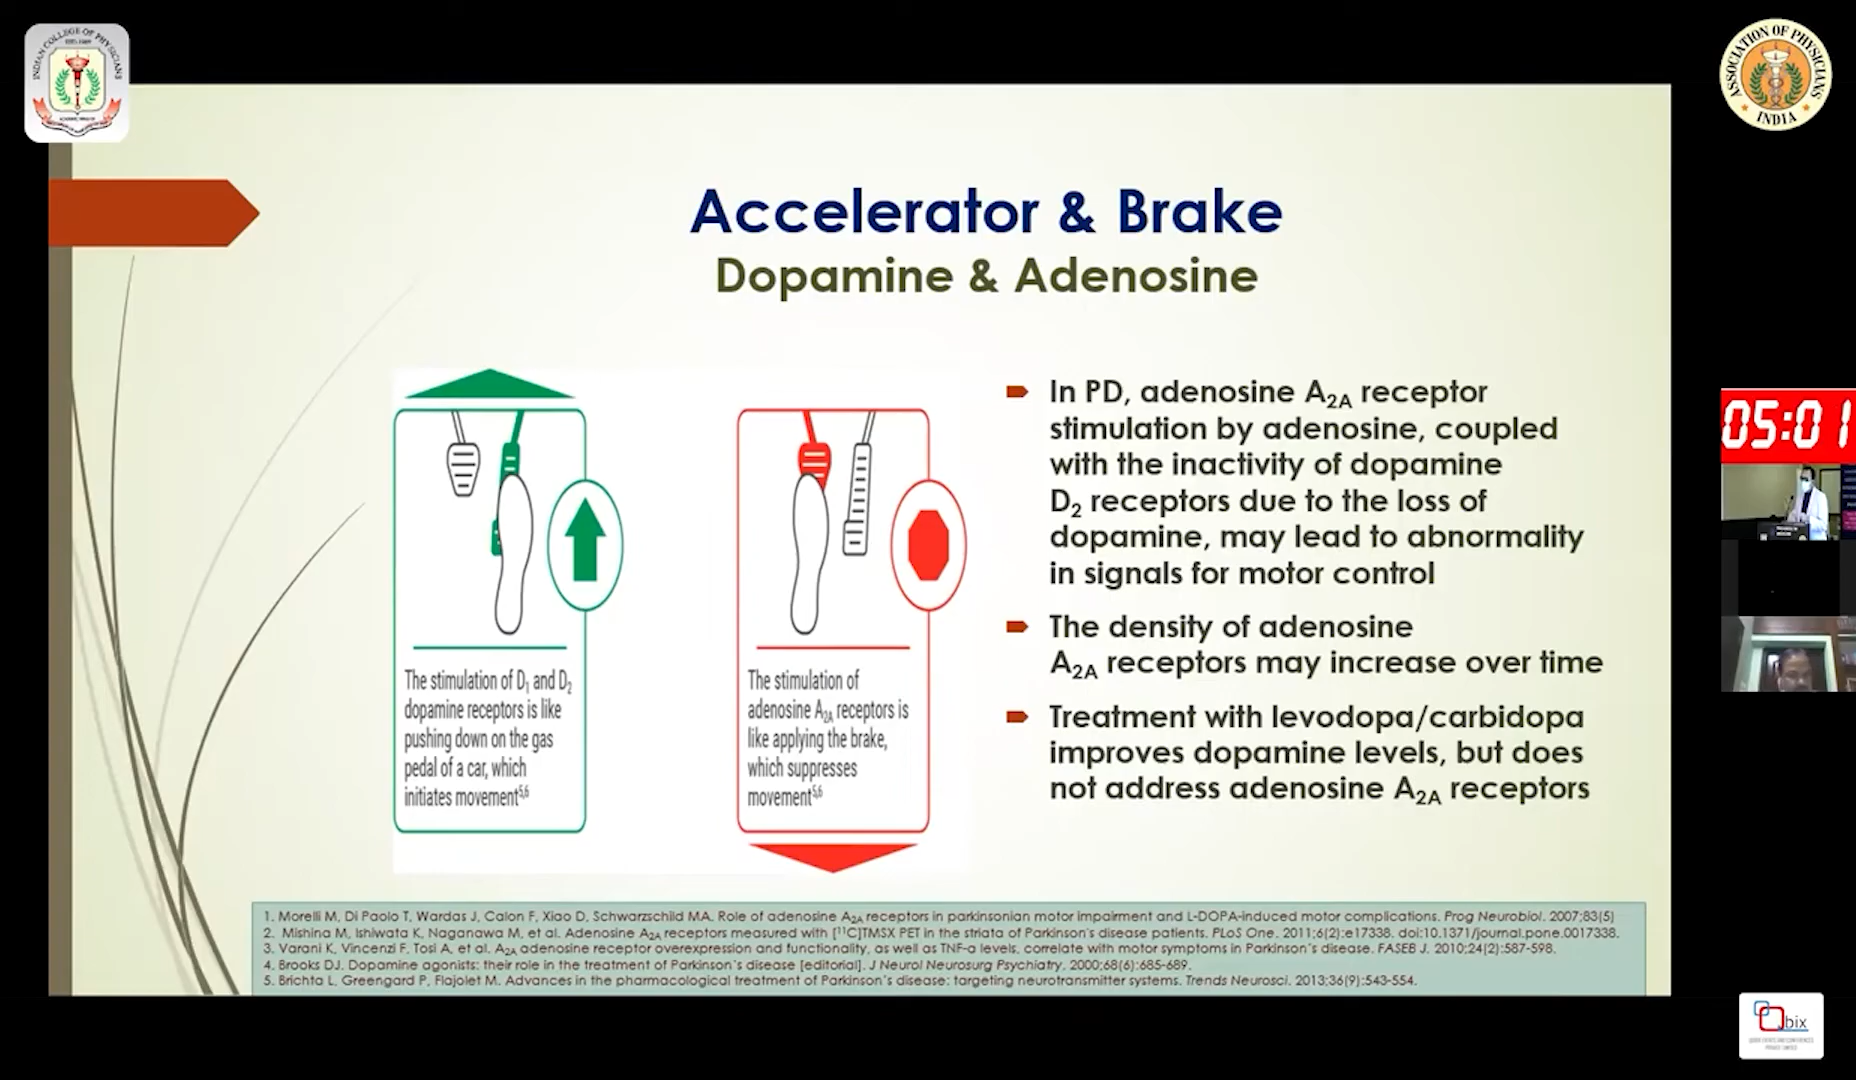 INDIAN COLLEGE OF PHYSICIANS
ASSOCIATION OF PHYSICIANS
INDIA
Accelerator & Brake
Dopamine & Adenosine
The stimulation of D1 and D2
dopamine receptors is like
pushing down on the gas
pedal of a car, which
initiates movement5,6
The stimulation of
adenosine A2A receptors is
like applying the brake,
which suppresses
movement5,6
In PD, adenosine A2A receptor
stimulation by adenosine, coupled
with the inactivity of dopamine
D2 receptors due to the loss of
dopamine, may lead to abnormality
in signals for motor control
The density of adenosine
A2A receptors may increase over time
Treatment with levodopa/carbidopa
improves dopamine levels, but does
not address adenosine A2A receptors
05:01
1. Morelli M, Di Paolo T, Wardas J, Calon F, Xiao D, Schwarzschild MA. Role of adenosine A2A receptors in parkinsonian motor impairment and L-DOPA-induced motor complications. Prog Neurobiol. 2007;83(5)
2. Mishina M, Ishiwata K, Naganawa M, et al. Adenosine A2A receptors measured with [11C]TMSX PET in the striata of Parkinson's disease patients. PLoS One. 2011;6(2):e17338. doi:10.1371/journal.pone.0017338.
3. Varani K, Vincenzi F, Tosi A, et al. A2A adenosine receptor overexpression and functionality, as well as TNF-a levels, correlate with motor symptoms in Parkinson's disease. FASEB J. 2010;24(2):587-598.
4. Brooks DJ. Dopamine agonists: their role in the treatment of Parkinson's disease [editorial]. J Neurol Neurosurg Psychiatry. 2000;68(6):685-689.
5. Brichta L, Greengard P, Flajolet M. Advances in the pharmacological treatment of Parkinson's disease: targeting neurotransmitter systems. Trends Neurosci. 2013;36(9):543-554.
bix